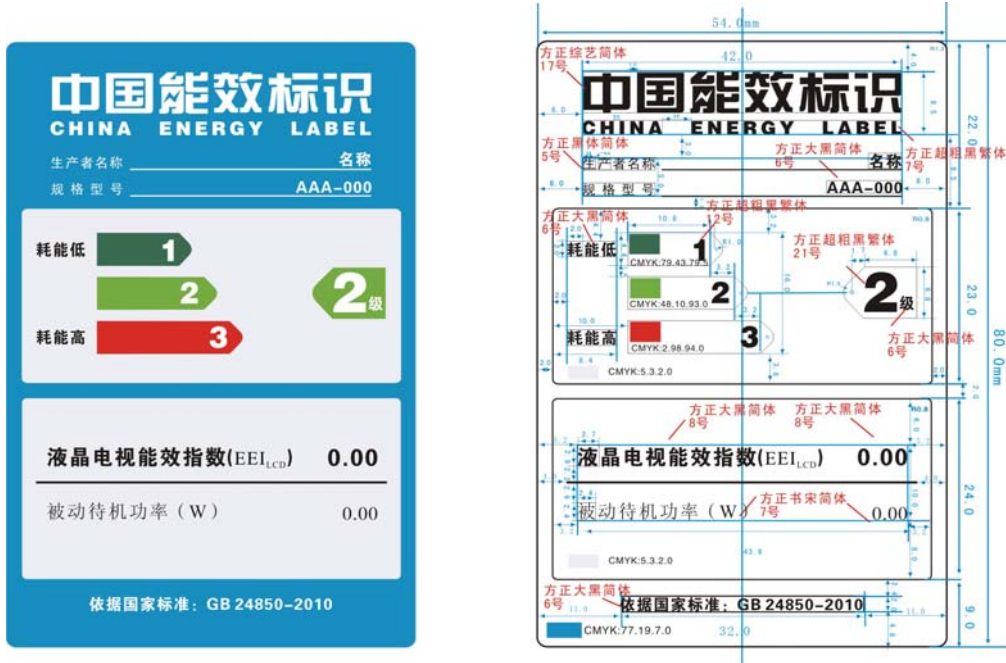 中国能效标识
CHINA ENERGY LABEL
生产者名称 名称
规格型号 AAA-000
耗能低 1
2
耗能高 3
2级
液晶电视能效指数(EEILCD) 0.00
被动待机功率（W） 0.00
依据国家标准：GB 24850-2010
54.0mm
方正综艺简体
17号
42.0
中国能效标识
CHINA ENERGY LABEL
方正黑体简体
5号
方正大黑简体
6号
方正超粗黑繁体
7号
生产者名称 名称
规格型号 AAA-000
22.0
方正大黑简体
6号
方正超粗黑繁体
12号
方正超粗黑繁体
21号
耗能低 1
CMYK:79.43.79.5
2
CMYK:48.10.93.0
耗能高 3
CMYK:2.98.94.0
2级
方正大黑简体
6号
CMYK:5.3.2.0
23.0
80.0mm
方正大黑简体
8号
方正大黑简体
8号
液晶电视能效指数(EEILCD) 0.00
被动待机功率（W） 0.00
方正书宋简体
7号
43.8
CMYK:5.3.2.0
24.0
方正大黑简体
6号
依据国家标准：GB 24850-2010
11.0
11.0
CMYK:77.19.7.0
32.0
9.0